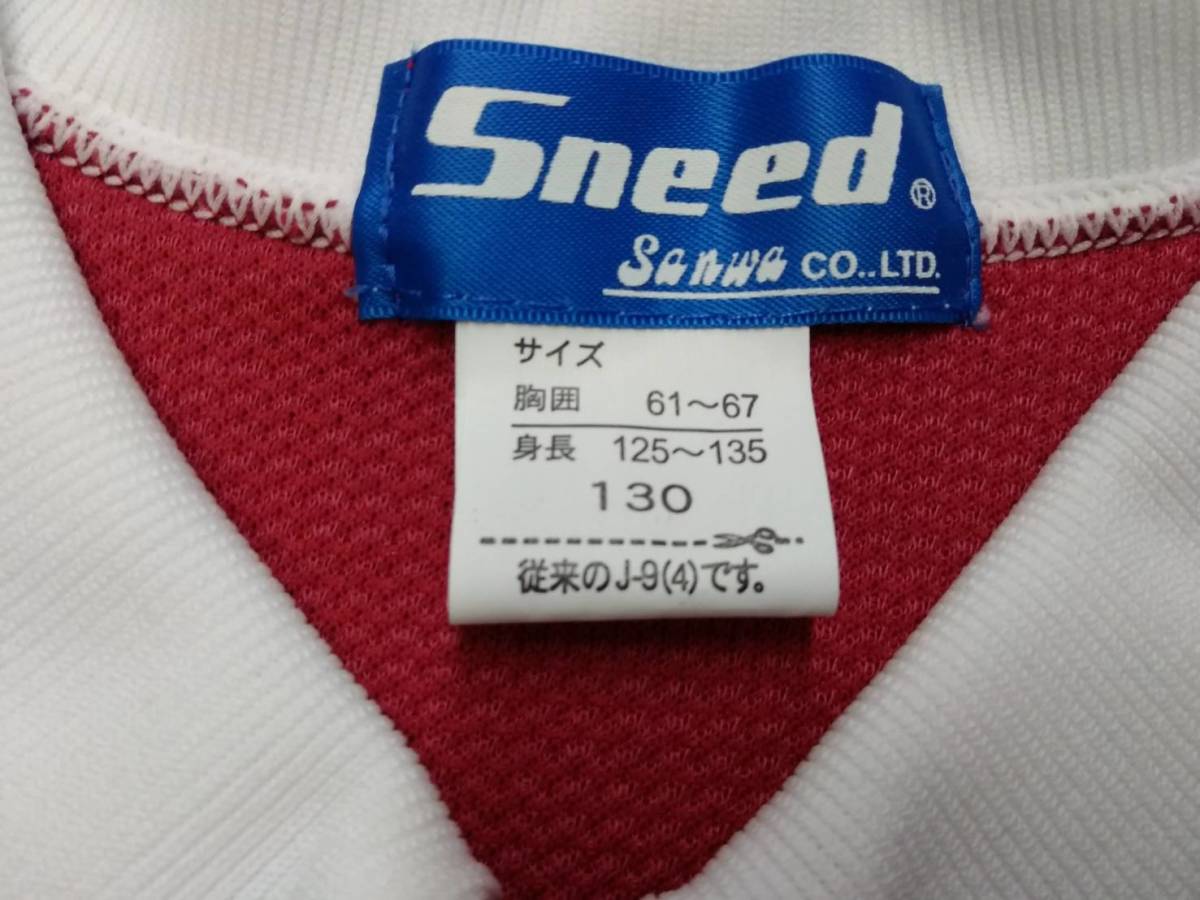 Sneed®
Sanwa CO.,LTD.
サイズ
胸囲 61〜67
身長 125〜135
130
従来のJ-9(4)です。